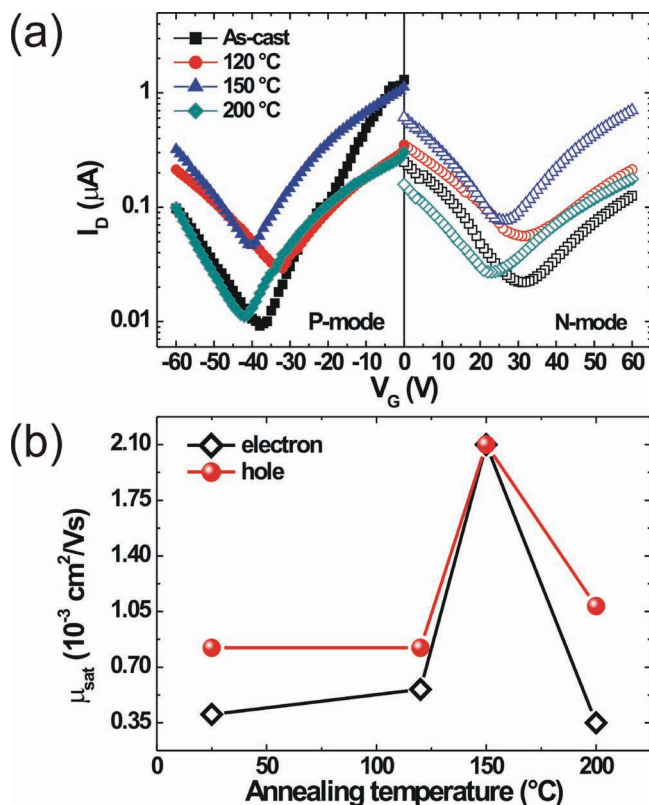 (a)
As-cast
120 °C
150 °C
200 °C
1
0.1
0.01
I_D (μA)
P-mode
N-mode
-60 -50 -40 -30 -20 -10 0 10 20 30 40 50 60
V_G (V)
(b)
electron
hole
2.10
1.75
1.40
1.05
0.70
0.35
μ_sat (10⁻³ cm²/Vs)
0 50 100 150 200
Annealing temperature (°C)